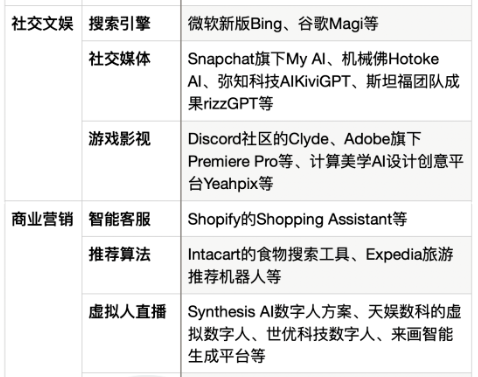 社交文娱 搜索引擎 微软新版Bing、谷歌Magi等
社交媒体 Snapchat旗下My AI、机械佛Hotoke
AI、弥知科技AIKiviGPT、斯坦福团队成
果rizzGPT等
游戏影视 Discord社区的Clyde、Adobe旗下
Premiere Pro等、计算美学AI设计创意平
台Yeahpix等
商业营销 智能客服 Shopify的Shopping Assistant等
推荐算法 Intacart的食物搜索工具、Expedia旅游
推荐机器人等
虚拟人直播 Synthesis AI数字人方案、天娱数科的虚
拟数字人、世优科技数字人、来画智能
生成平台等